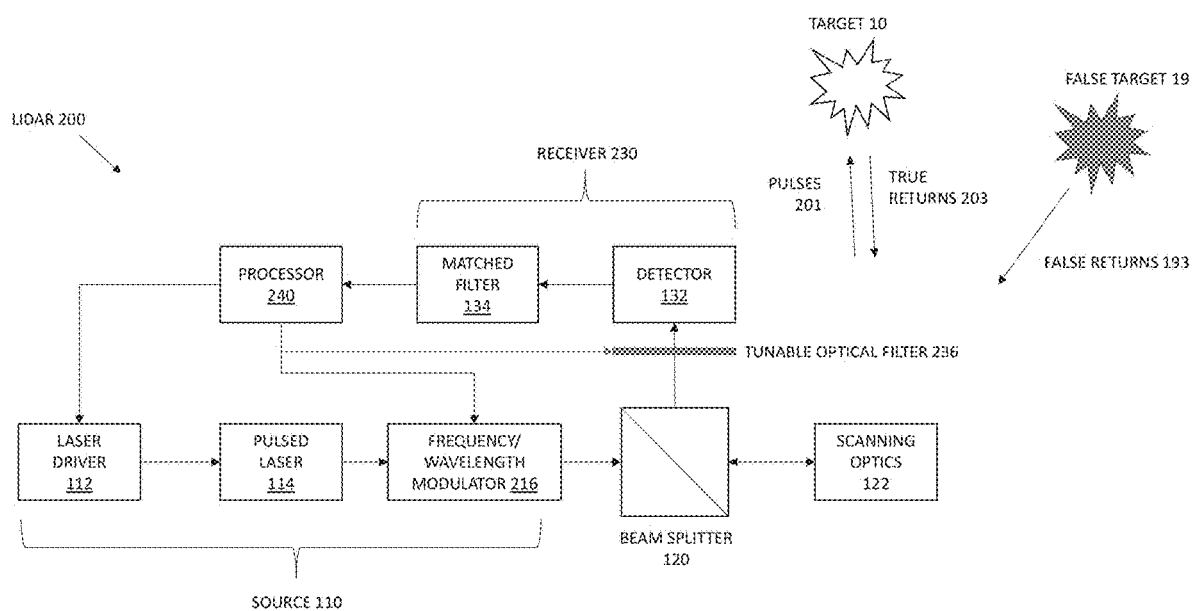 TARGET 10
FALSE TARGET 19
LIDAR 200
RECEIVER 230
PULSES
201
TRUE
RETURNS 203
FALSE RETURNS 193
PROCESSOR
240
MATCHED
FILTER
134
DETECTOR
132
TUNABLE OPTICAL FILTER 236
LASER
DRIVER
112
PULSED
LASER
114
FREQUENCY/
WAVELENGTH
MODULATOR 216
SCANNING
OPTICS
122
BEAM SPLITTER
120
SOURCE 110